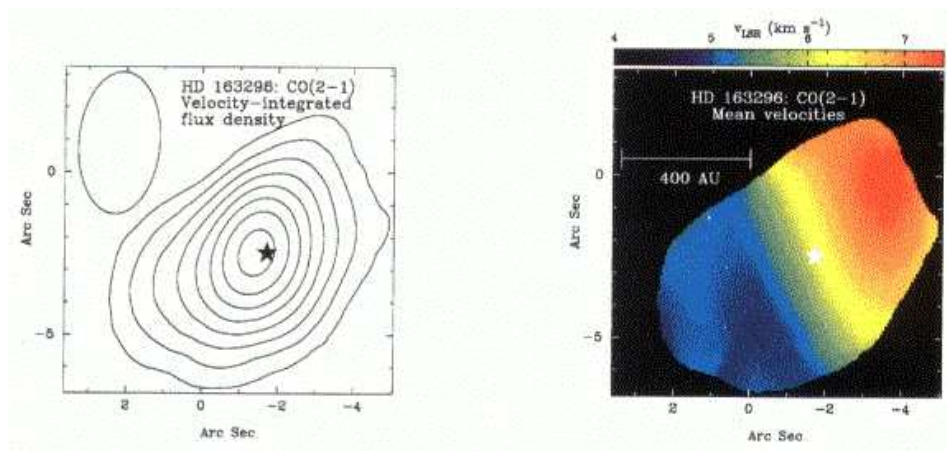 HD 163296: CO(2-1)
Velocity-integrated
flux density
0
-5
Arc Sec
2 0 -2 -4
Arc Sec
v_LSR (km s⁻¹)
4 5 6 7
HD 163296: CO(2-1)
Mean velocities
400 AU
0
-5
Arc Sec
2 0 -2 -4
Arc Sec